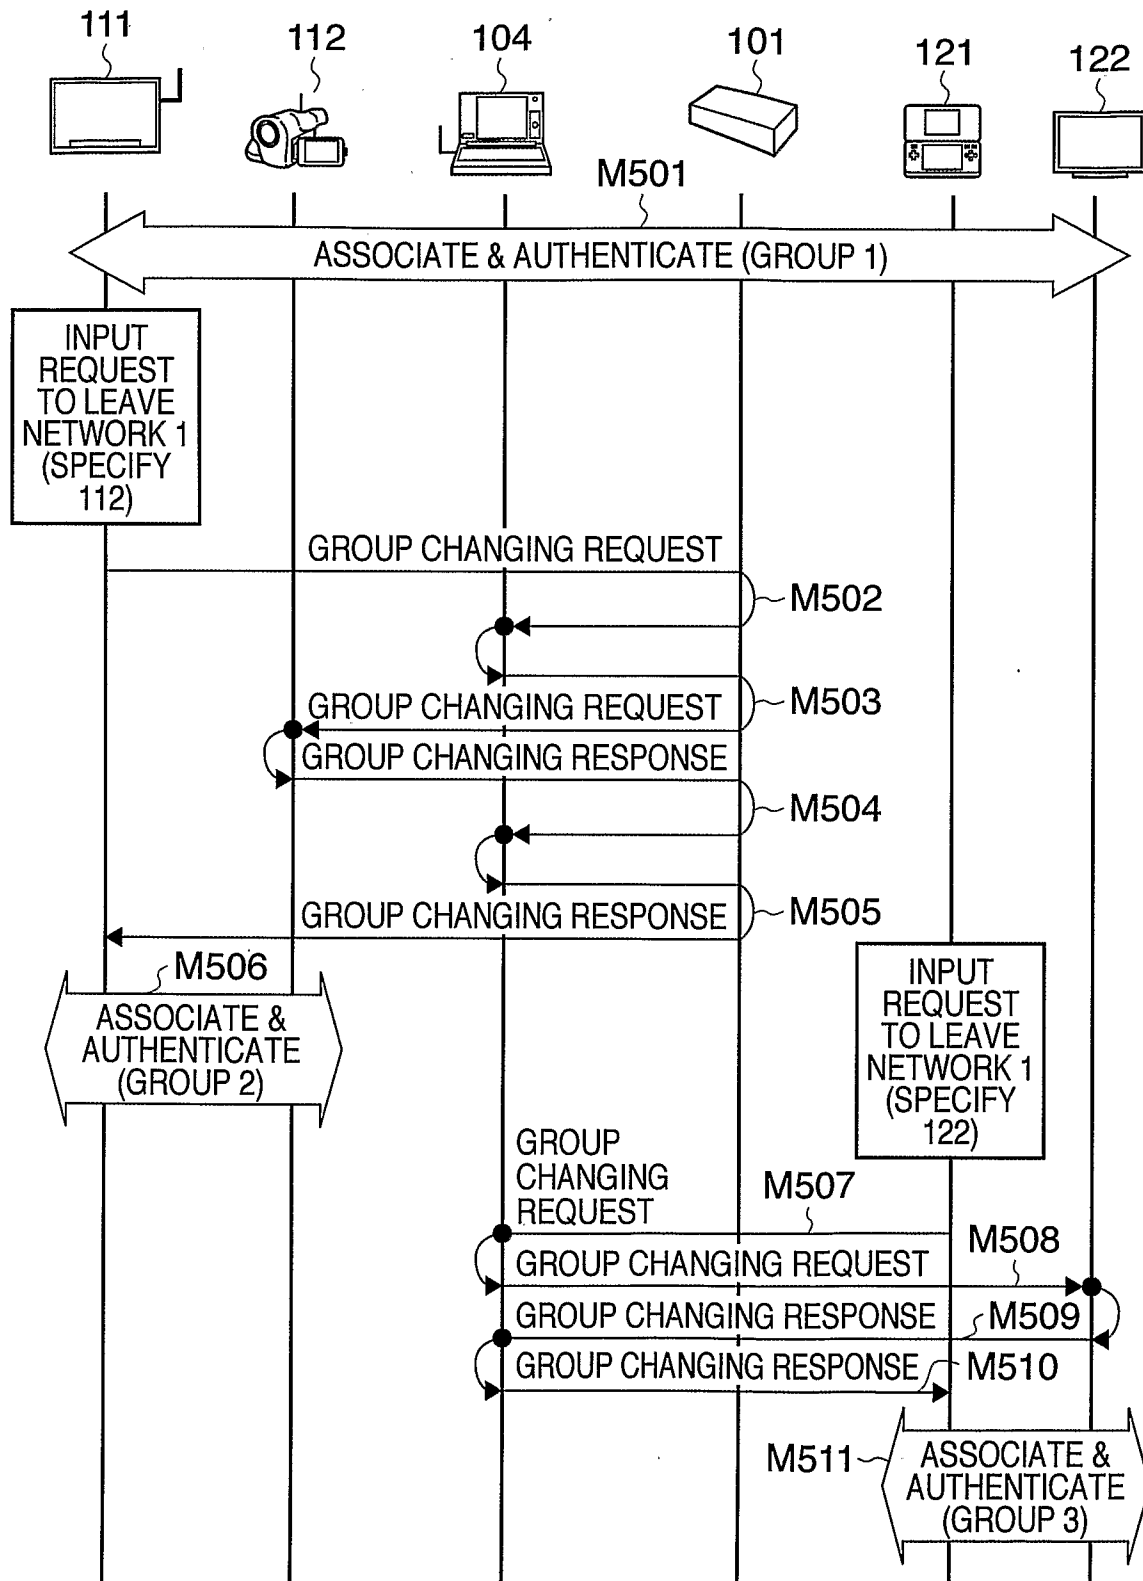 111
112
104
101
121
122
M501
ASSOCIATE & AUTHENTICATE (GROUP 1)
INPUT
REQUEST
TO LEAVE
NETWORK 1
(SPECIFY
112)
GROUP CHANGING REQUEST
M502
GROUP CHANGING REQUEST
M503
GROUP CHANGING RESPONSE
M504
GROUP CHANGING RESPONSE
M505
M506
ASSOCIATE &
AUTHENTICATE
(GROUP 2)
INPUT
REQUEST
TO LEAVE
NETWORK 1
(SPECIFY
122)
GROUP
CHANGING
REQUEST
M507
GROUP CHANGING REQUEST
M508
GROUP CHANGING RESPONSE
M509
GROUP CHANGING RESPONSE
M510
M511
ASSOCIATE &
AUTHENTICATE
(GROUP 3)